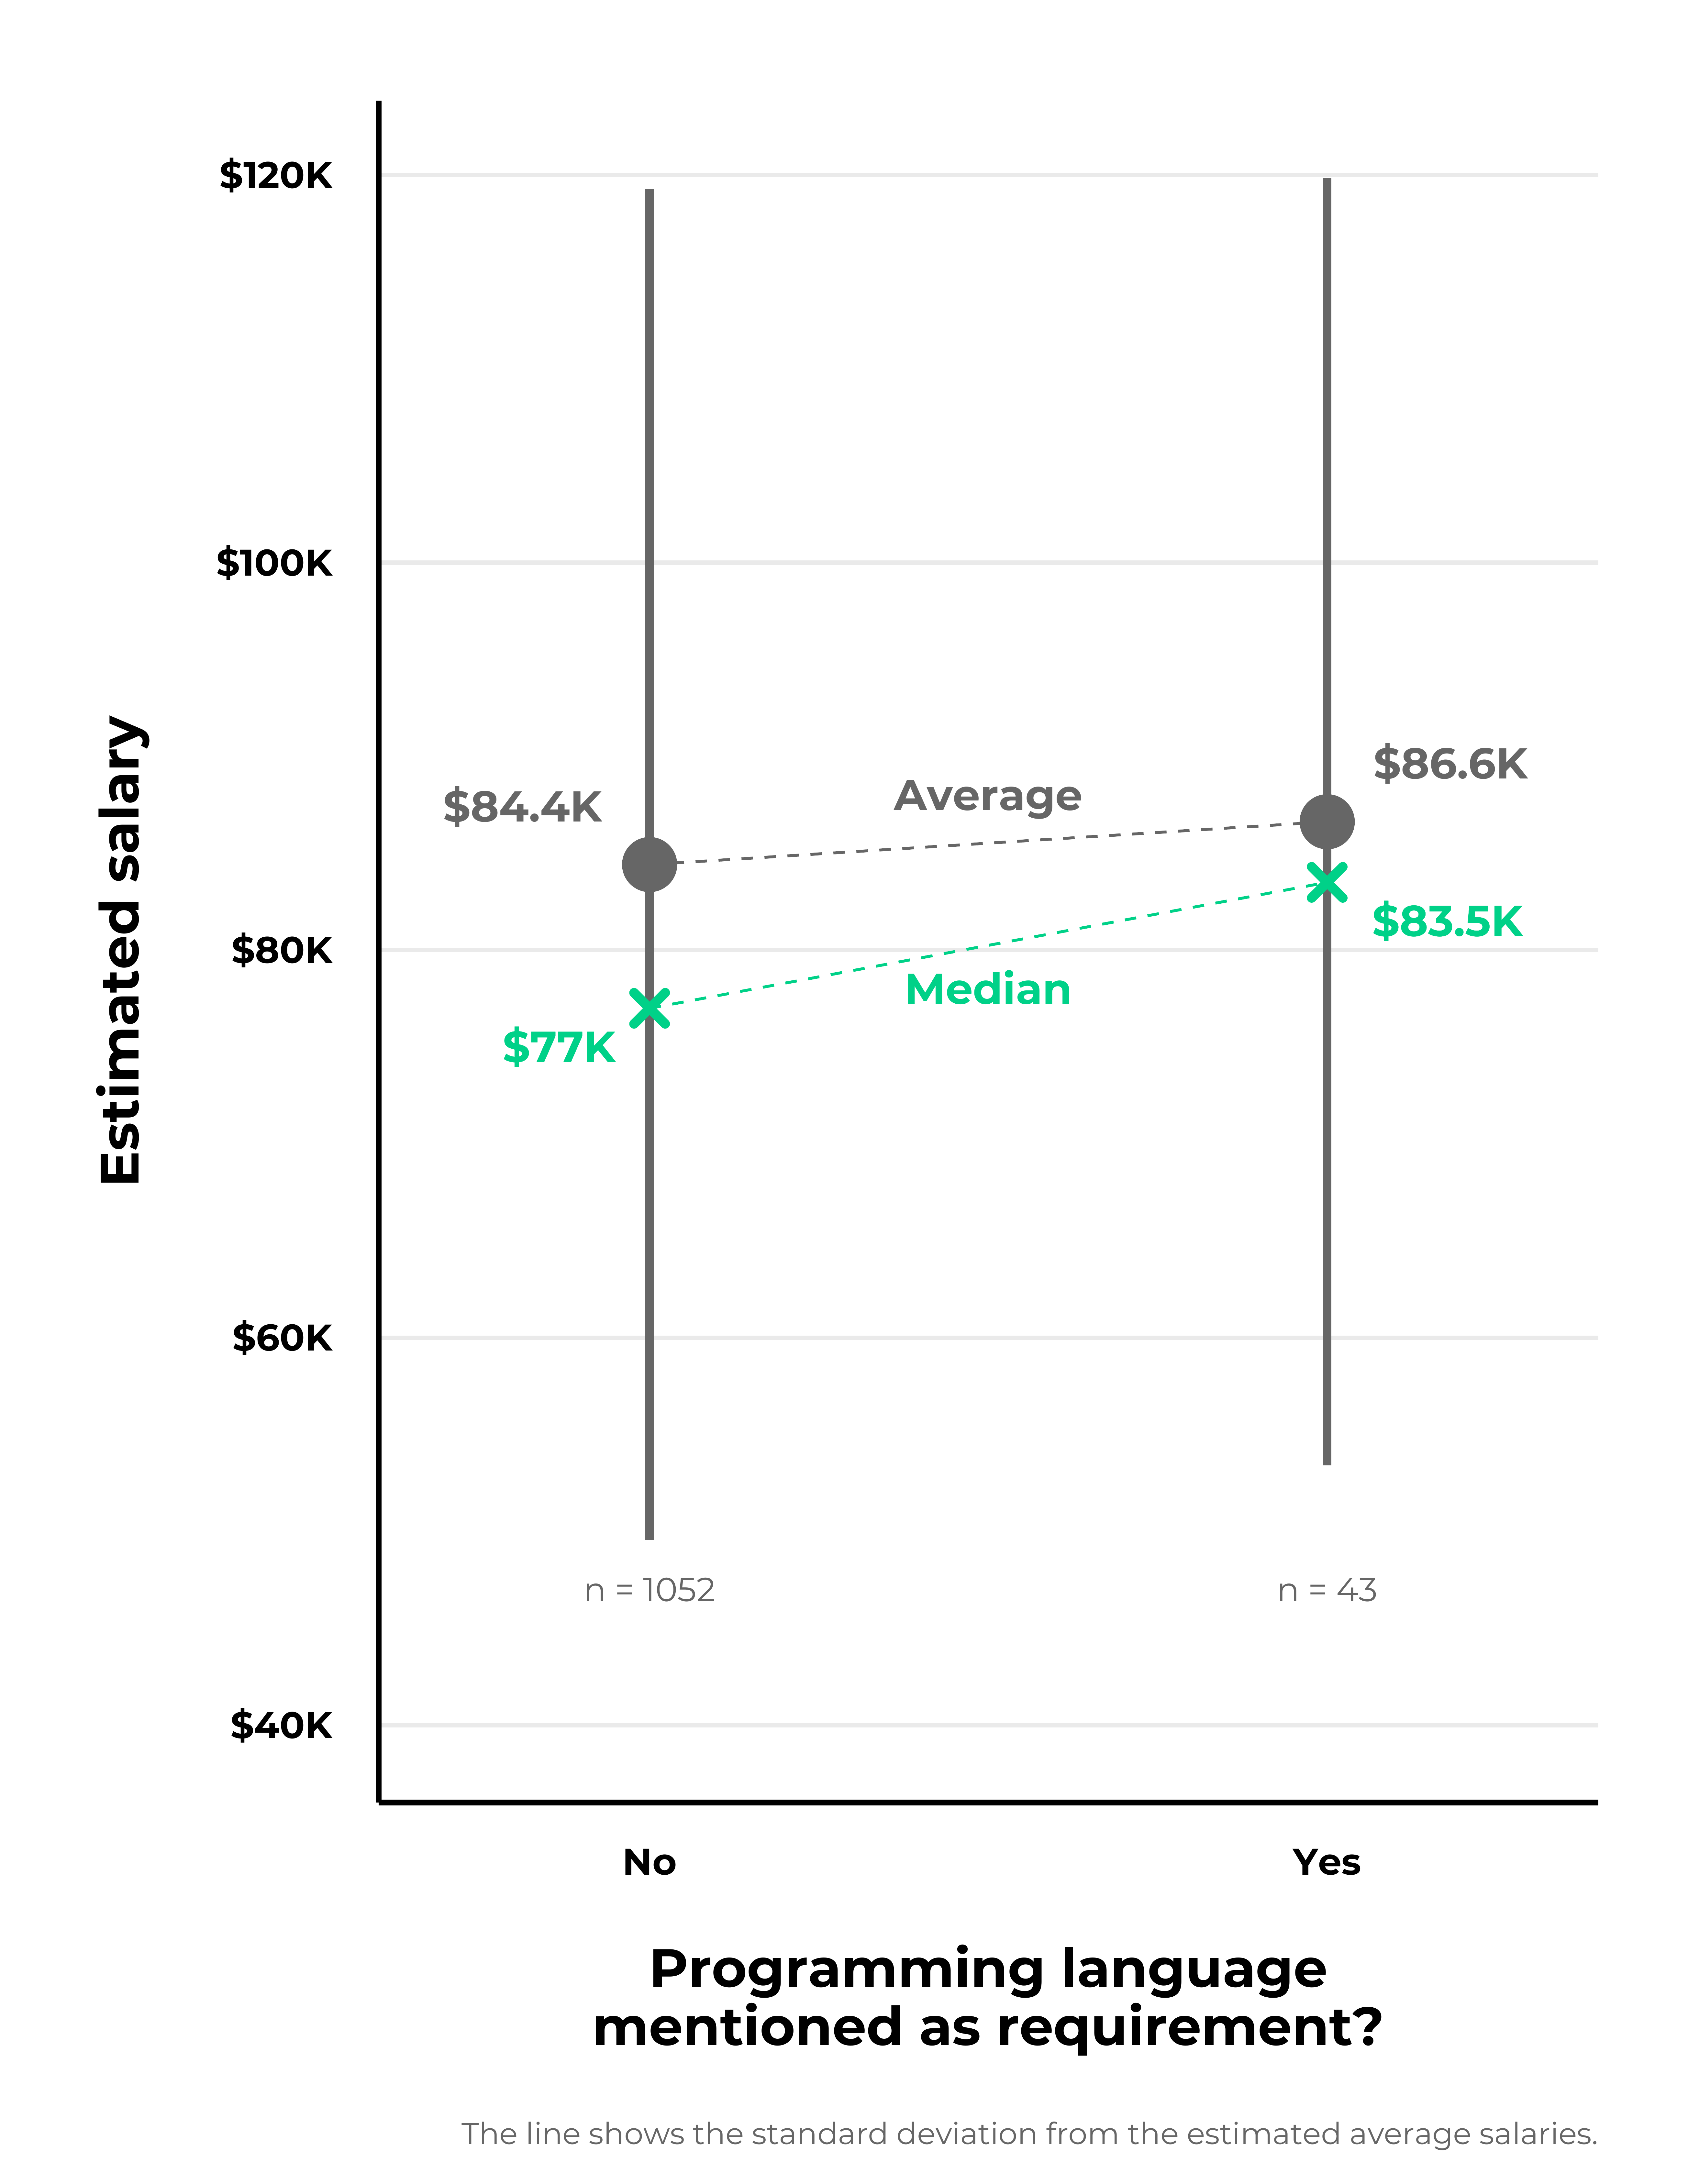 $120K
$100K
$80K
$60K
$40K
Estimated salary
$84.4K
Average
$86.6K
$83.5K
Median
$77K
n = 1052
n = 43
No
Yes
Programming language
mentioned as requirement?
The line shows the standard deviation from the estimated average salaries.